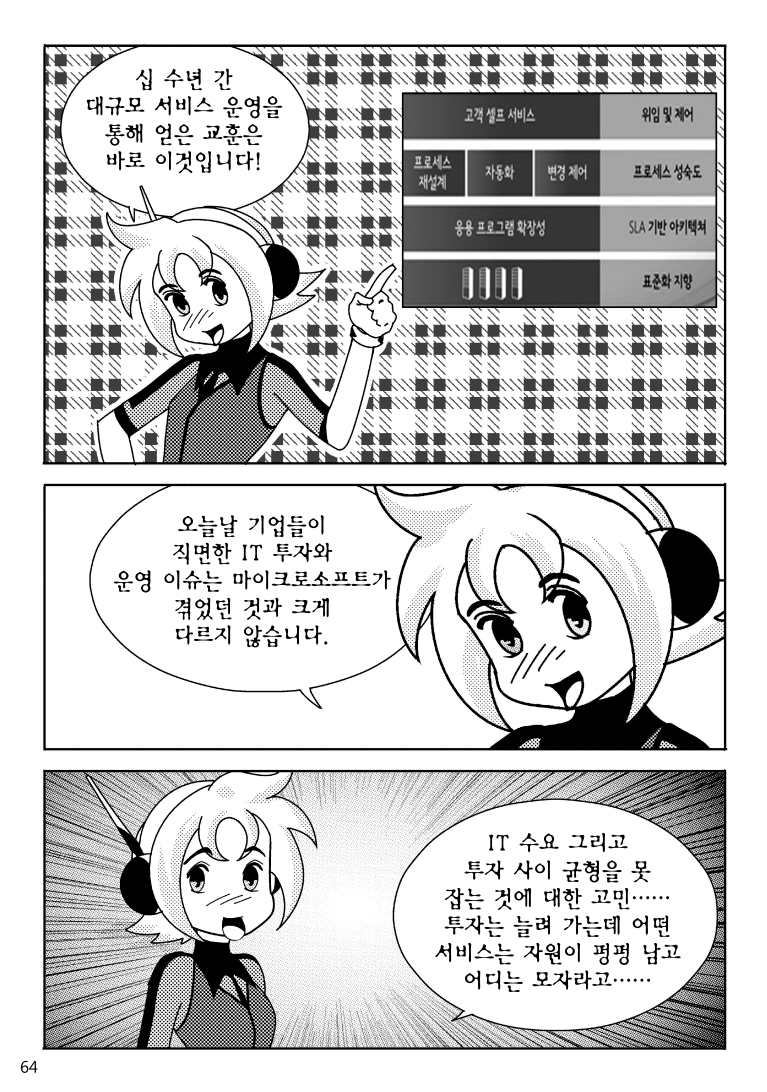 십 수년 간
대규모 서비스 운영을
통해 얻은 교훈은
바로 이것입니다!
고객 셀프 서비스
위임 및 제어
프로세스
재설계
자동화
변경 제어
프로세스 성숙도
응용 프로그램 확장성
SLA 기반 아키텍쳐
표준화 지향
오늘날 기업들이
직면한 IT 투자와
운영 이슈는 마이크로소프트가
겪었던 것과 크게
다르지 않습니다.
IT 수요 그리고
투자 사이 균형을 못
잡는 것에 대한 고민……
투자는 늘려 가는데 어떤
서비스는 자원이 펑펑 남고
어디는 모자라고……
64